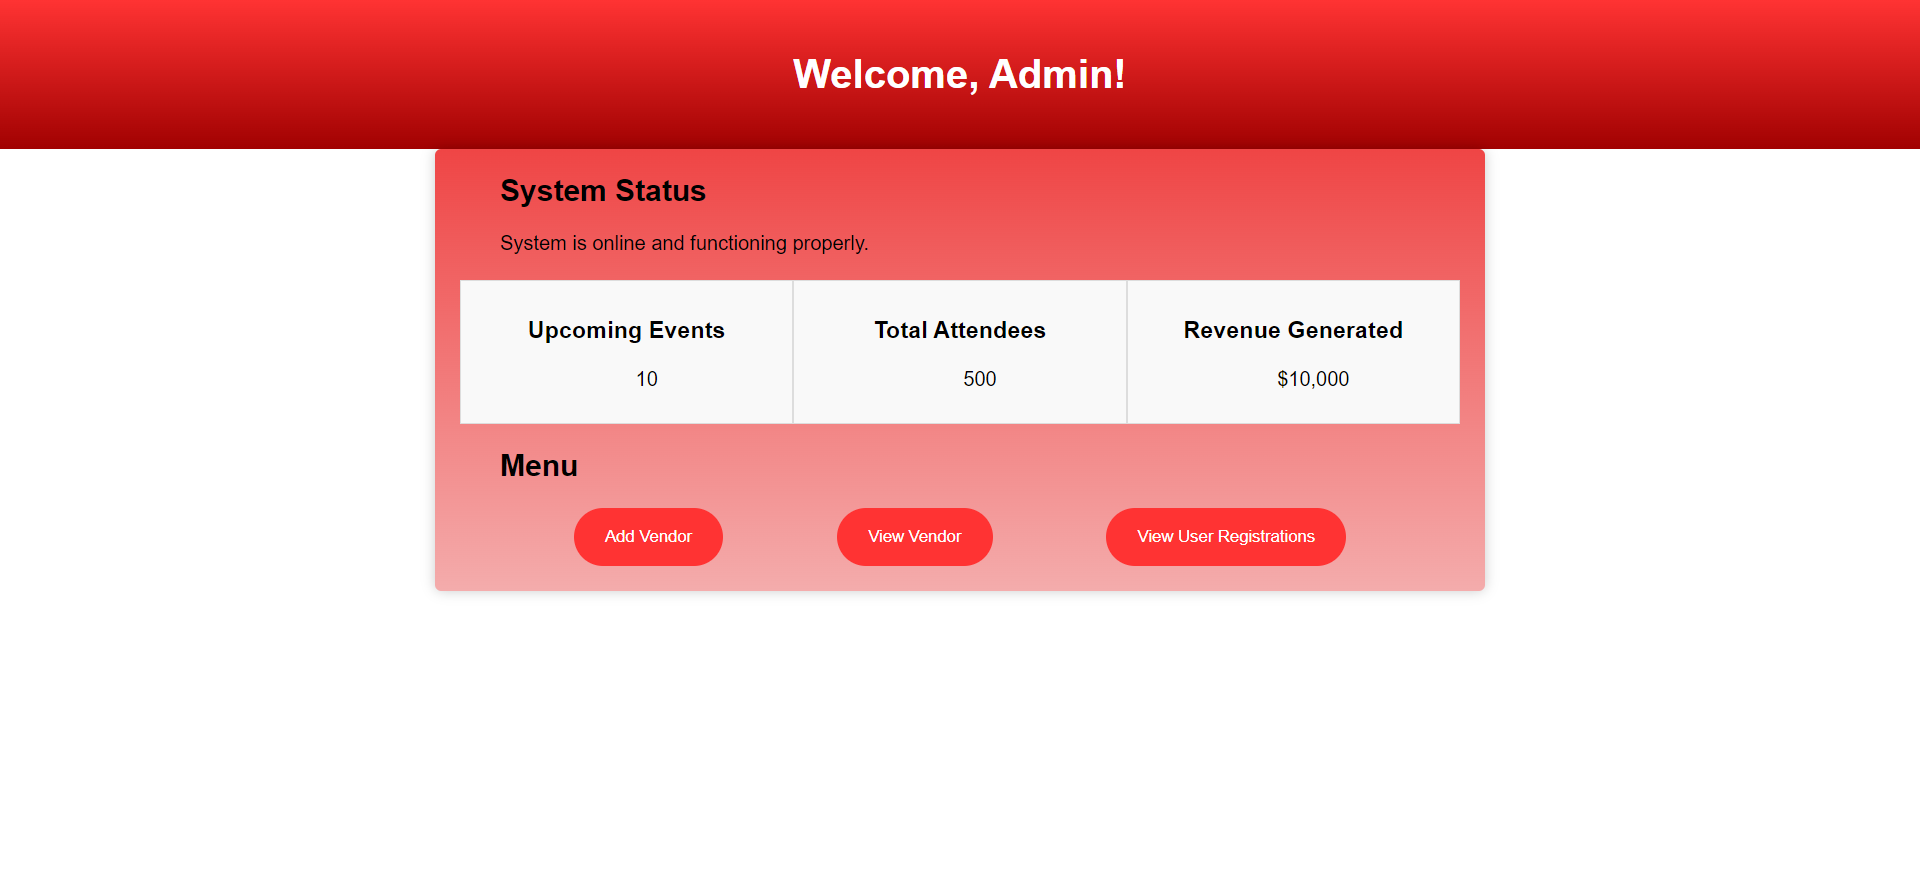 Welcome, Admin!
System Status
System is online and functioning properly.
Upcoming Events
10
Total Attendees
500
Revenue Generated
$10,000
Menu
Add Vendor
View Vendor
View User Registrations